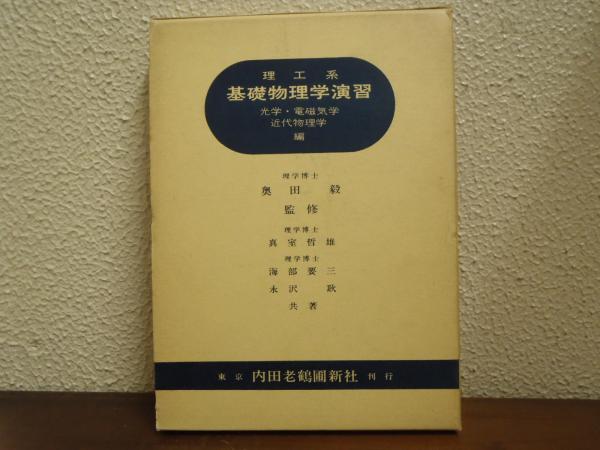 理工系
基礎物理学演習
光学・電磁気学
近代物理学
編
理学博士
奥田毅
監修
理学博士
真室哲雄
理学博士
海部要三
永沢耿
共著
東京 内田老鶴圃新社 刊行